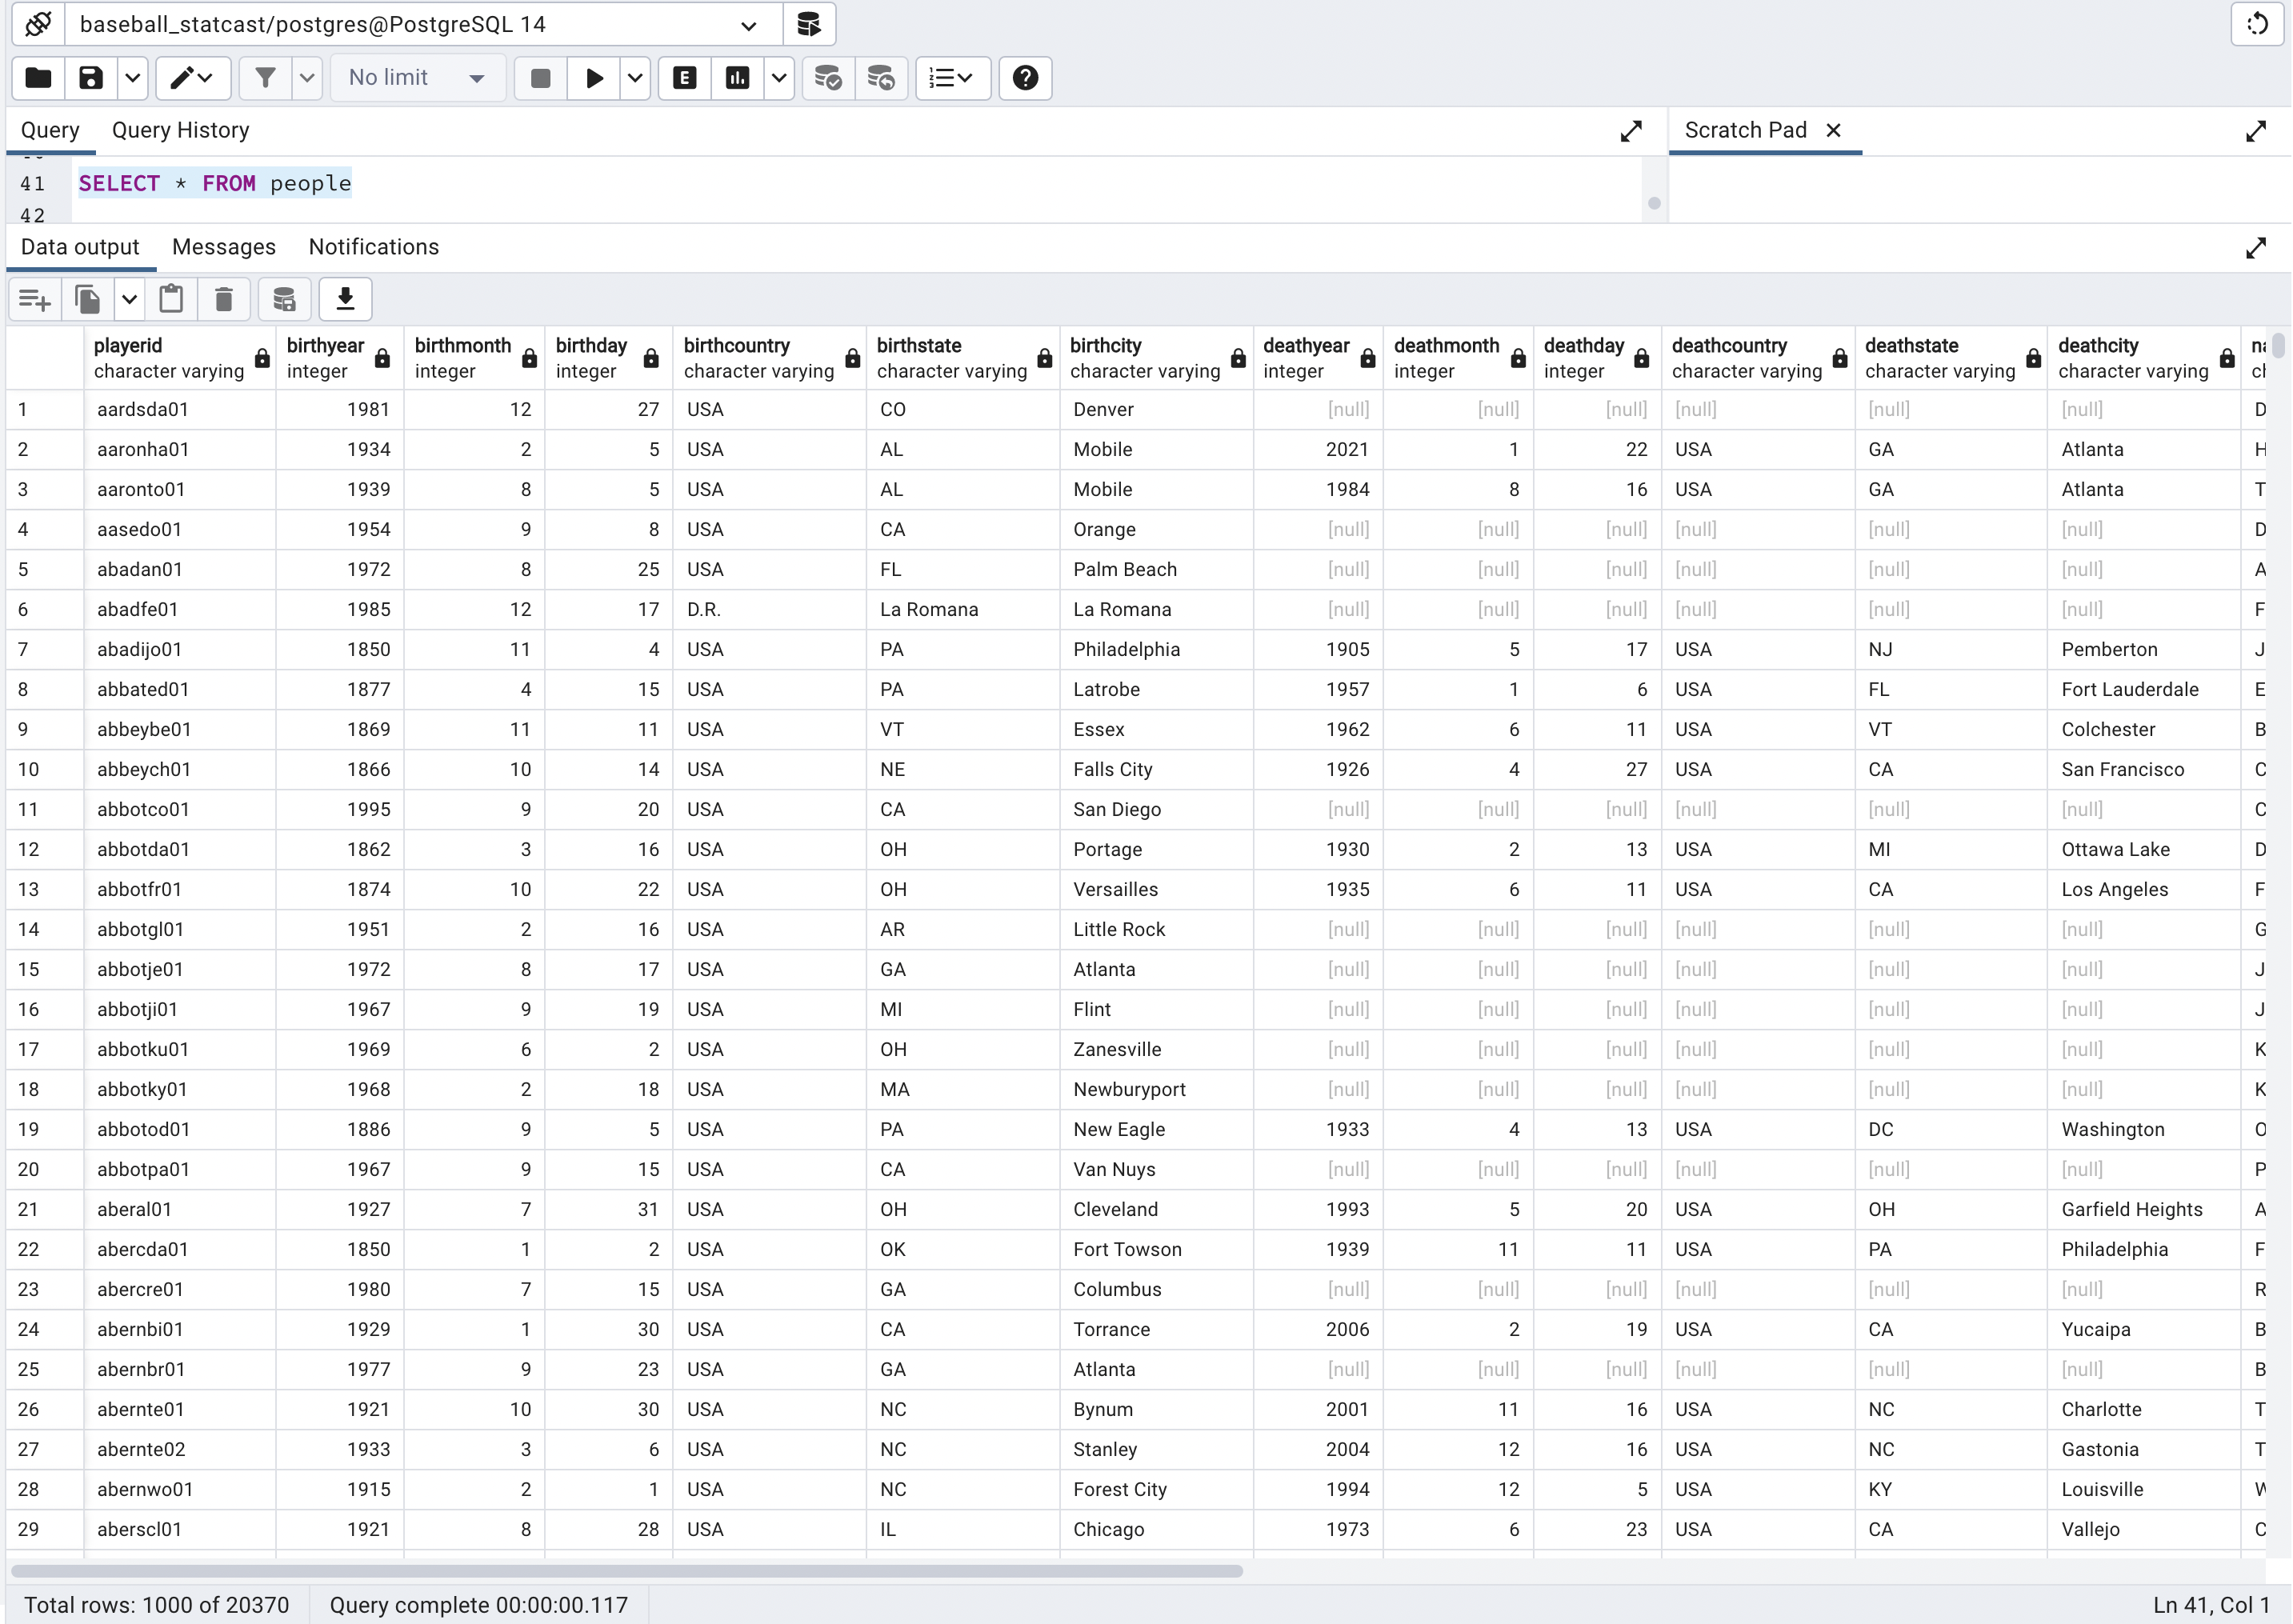 baseball_statcast/postgres@PostgreSQL 14
No limit
Query Query History Scratch Pad
41 SELECT * FROM people
42
Data output Messages Notifications
playerid birthyear birthmonth birthday birthcountry birthstate birthcity deathyear deathmonth deathday deathcountry deathstate deathcity
character varying integer integer integer character varying character varying character varying integer integer integer character varying character varying character varying
1 aardsda01 1981 12 27 USA CO Denver [null] [null] [null] [null] [null] [null] D
2 aaronha01 1934 2 5 USA AL Mobile 2021 1 22 USA GA Atlanta H
3 aaronto01 1939 8 5 USA AL Mobile 1984 8 16 USA GA Atlanta T
4 aasedo01 1954 9 8 USA CA Orange [null] [null] [null] [null] [null] [null] D
5 abadan01 1972 8 25 USA FL Palm Beach [null] [null] [null] [null] [null] [null] A
6 abadfe01 1985 12 17 D.R. La Romana La Romana [null] [null] [null] [null] [null] [null] F
7 abadijo01 1850 11 4 USA PA Philadelphia 1905 5 17 USA NJ Pemberton J
8 abbated01 1877 4 15 USA PA Latrobe 1957 1 6 USA FL Fort Lauderdale E
9 abbeybe01 1869 11 11 USA VT Essex 1962 6 11 USA VT Colchester B
10 abbeych01 1866 10 14 USA NE Falls City 1926 4 27 USA CA San Francisco C
11 abbotco01 1995 9 20 USA CA San Diego [null] [null] [null] [null] [null] [null] C
12 abbotda01 1862 3 16 USA OH Portage 1930 2 13 USA MI Ottawa Lake D
13 abbotfr01 1874 10 22 USA OH Versailles 1935 6 11 USA CA Los Angeles F
14 abbotgl01 1951 2 16 USA AR Little Rock [null] [null] [null] [null] [null] [null] G
15 abbotje01 1972 8 17 USA GA Atlanta [null] [null] [null] [null] [null] [null] J
16 abbotji01 1967 9 19 USA MI Flint [null] [null] [null] [null] [null] [null] J
17 abbotku01 1969 6 2 USA OH Zanesville [null] [null] [null] [null] [null] [null] K
18 abbotky01 1968 2 18 USA MA Newburyport [null] [null] [null] [null] [null] [null] K
19 abbotod01 1886 9 5 USA PA New Eagle 1933 4 13 USA DC Washington O
20 abbotpa01 1967 9 15 USA CA Van Nuys [null] [null] [null] [null] [null] [null] P
21 aberal01 1927 7 31 USA OH Cleveland 1993 5 20 USA OH Garfield Heights A
22 abercda01 1850 1 2 USA OK Fort Towson 1939 11 11 USA PA Philadelphia F
23 abercre01 1980 7 15 USA GA Columbus [null] [null] [null] [null] [null] [null] R
24 abernbi01 1929 1 30 USA CA Torrance 2006 2 19 USA CA Yucaipa B
25 abernbr01 1977 9 23 USA GA Atlanta [null] [null] [null] [null] [null] [null] B
26 abernte01 1921 10 30 USA NC Bynum 2001 11 16 USA NC Charlotte T
27 abernte02 1933 3 6 USA NC Stanley 2004 12 16 USA NC Gastonia T
28 abernwo01 1915 2 1 USA NC Forest City 1994 12 5 USA KY Louisville W
29 aberscl01 1921 8 28 USA IL Chicago 1973 6 23 USA CA Vallejo C
Total rows: 1000 of 20370 Query complete 00:00:00.117 Ln 41, Col 1